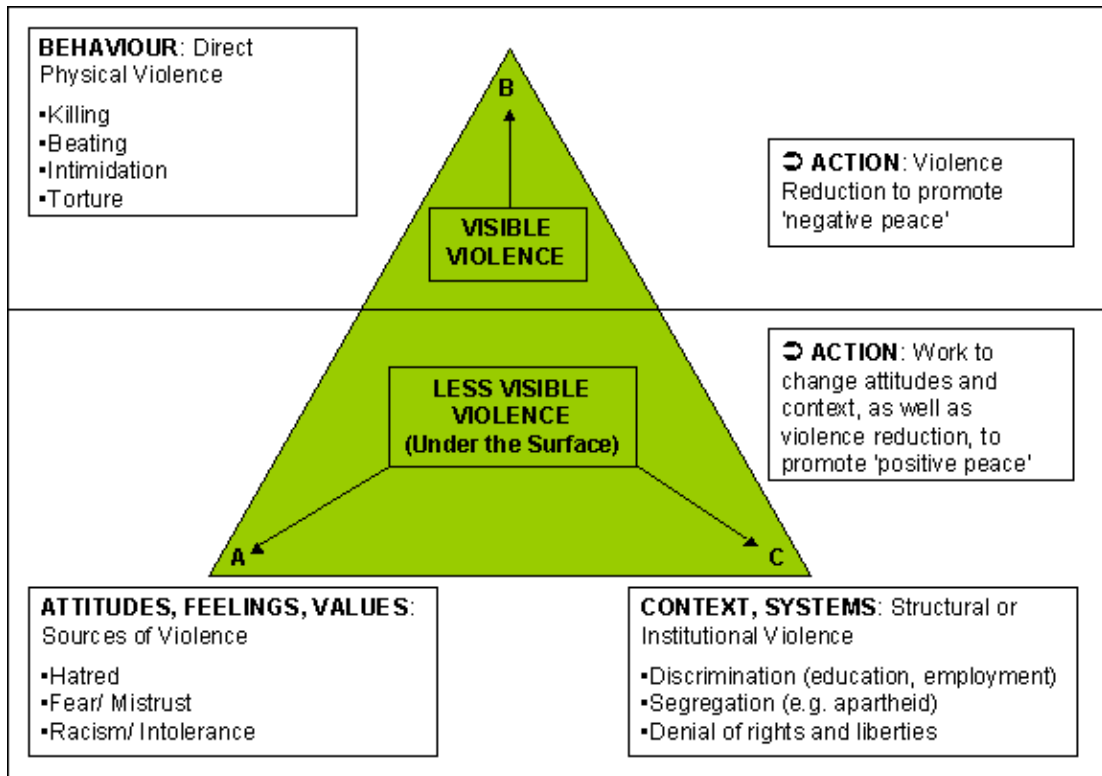 BEHAVIOUR: Direct
Physical Violence
▪Killing
▪Beating
▪Intimidation
▪Torture
B
VISIBLE
VIOLENCE
➲ ACTION: Violence
Reduction to promote
'negative peace'
LESS VISIBLE
VIOLENCE
(Under the Surface)
➲ ACTION: Work to
change attitudes and
context, as well as
violence reduction, to
promote 'positive peace'
A
C
ATTITUDES, FEELINGS, VALUES:
Sources of Violence
▪Hatred
▪Fear/ Mistrust
▪Racism/ Intolerance
CONTEXT, SYSTEMS: Structural or
Institutional Violence
▪Discrimination (education, employment)
▪Segregation (e.g. apartheid)
▪Denial of rights and liberties